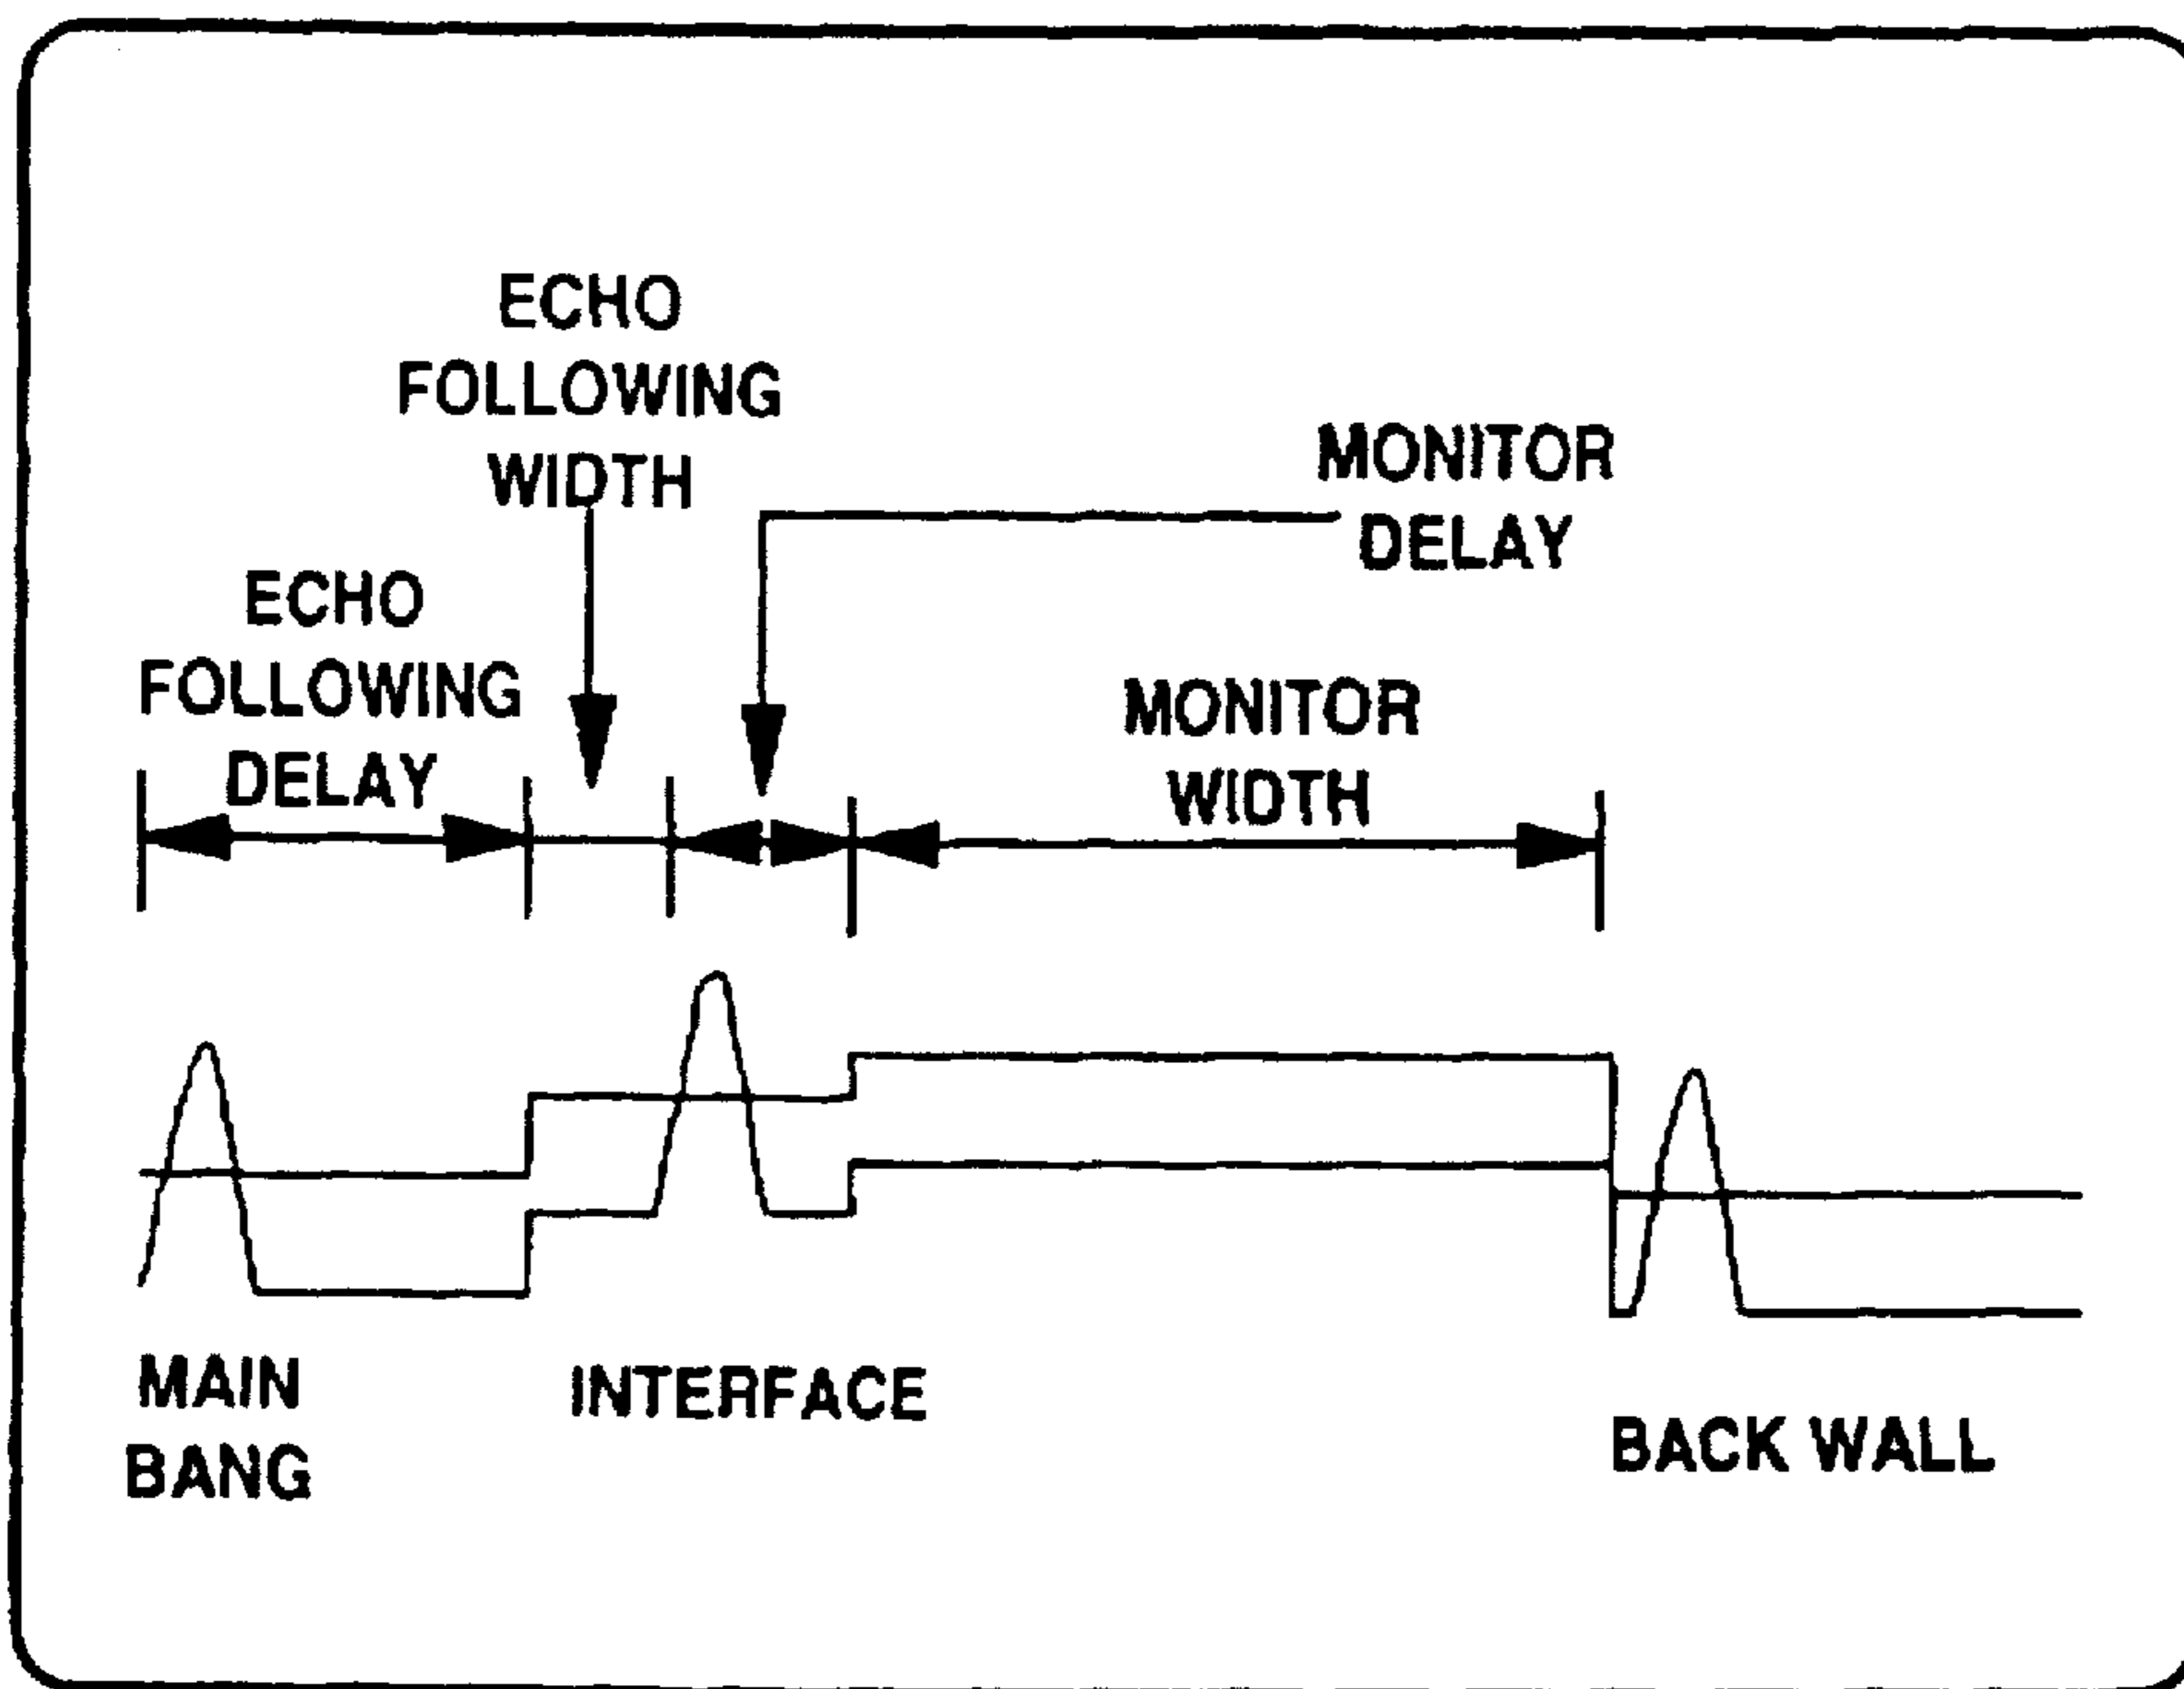 ECHO
FOLLOWING
WIDTH
MONITOR
DELAY
ECHO
FOLLOWING
DELAY
MONITOR
WIDTH
MAIN
BANG
INTERFACE
BACK WALL